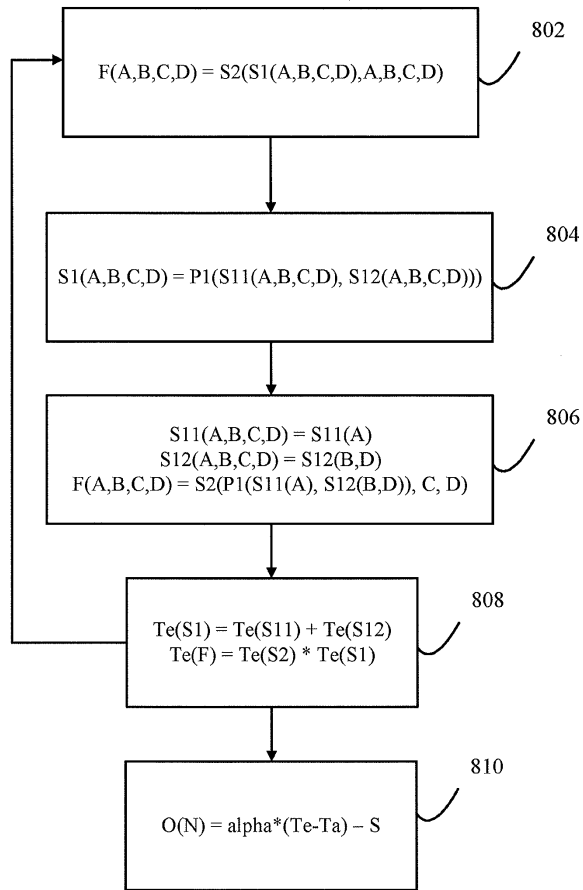 802
F(A,B,C,D) = S2(S1(A,B,C,D),A,B,C,D)
804
S1(A,B,C,D) = P1(S11(A,B,C,D), S12(A,B,C,D)))
806
S11(A,B,C,D) = S11(A)
S12(A,B,C,D) = S12(B,D)
F(A,B,C,D) = S2(P1(S11(A), S12(B,D)), C, D)
808
Te(S1) = Te(S11) + Te(S12)
Te(F) = Te(S2) * Te(S1)
810
O(N) = alpha*(Te-Ta) – S